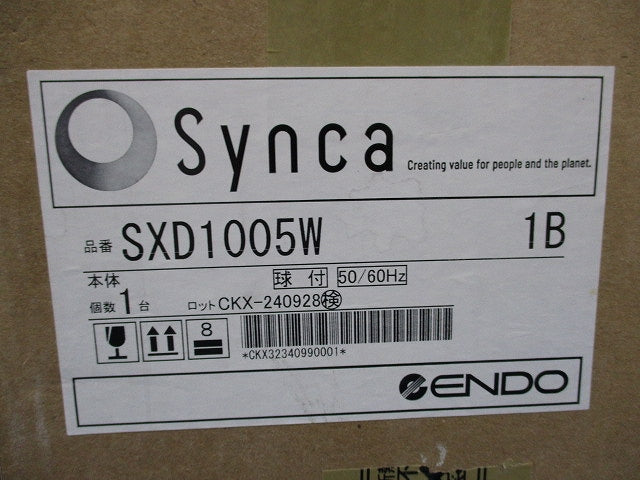 Synca
Creating value for people and the planet.
品番 SXD1005W 1B
本体 球付 50/60Hz
個数 1 台 ロット CKX-240928 検
8
*CKX32340990001*
ENDO